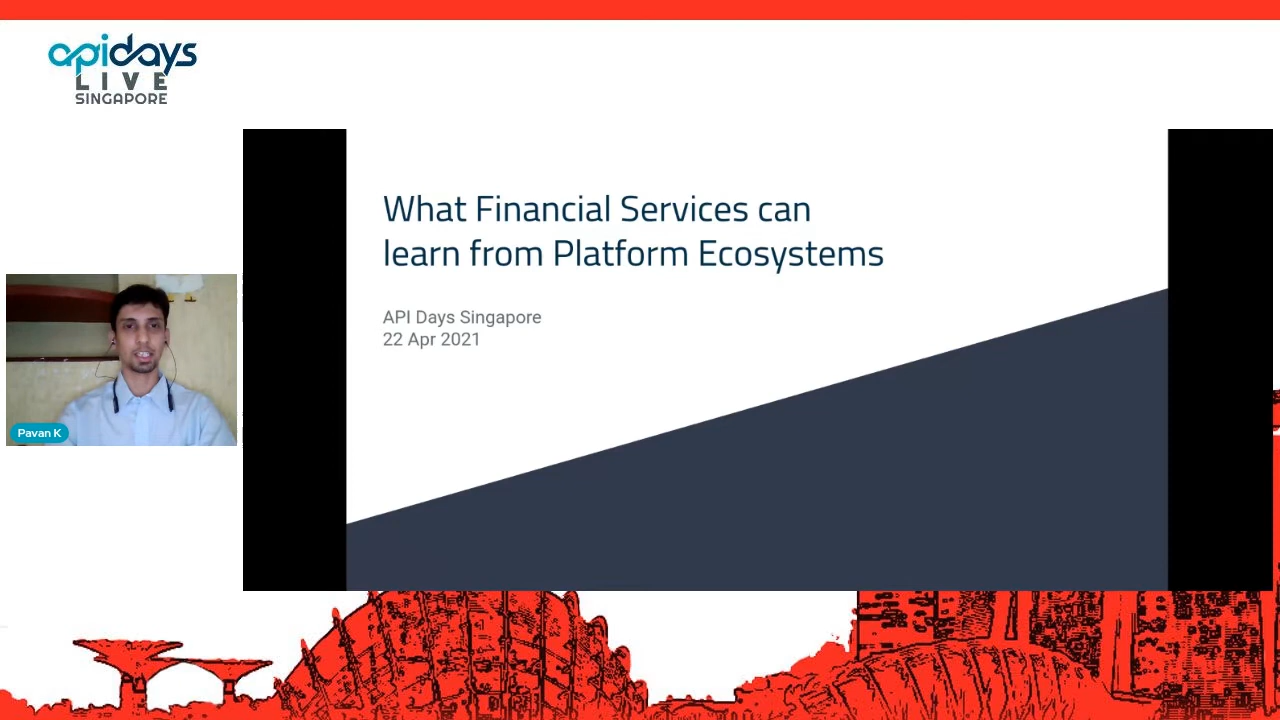 apidays
LIVE
SINGAPORE
What Financial Services can
learn from Platform Ecosystems
API Days Singapore
22 Apr 2021
Pavan K